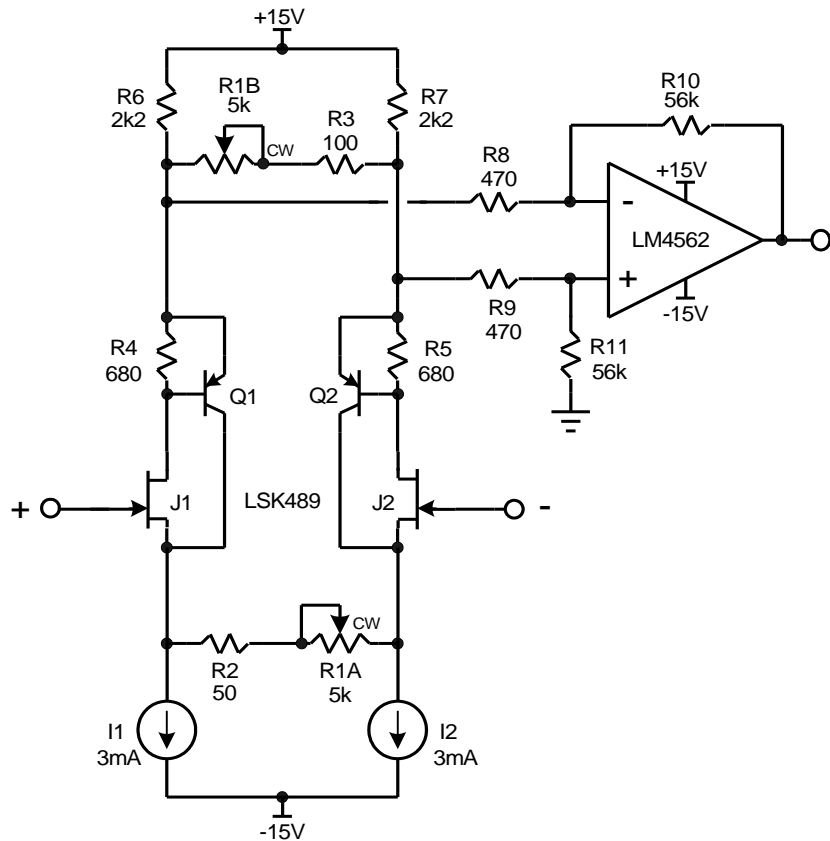 +15V
R6
2k2
R1B
5k
CW
R3
100
R7
2k2
R10
56k
R8
470
+15V
-
LM4562
+
-15V
R9
470
R11
56k
R4
680
Q1
Q2
R5
680
+
J1
LSK489
J2
-
R2
50
CW
R1A
5k
I1
3mA
I2
3mA
-15V